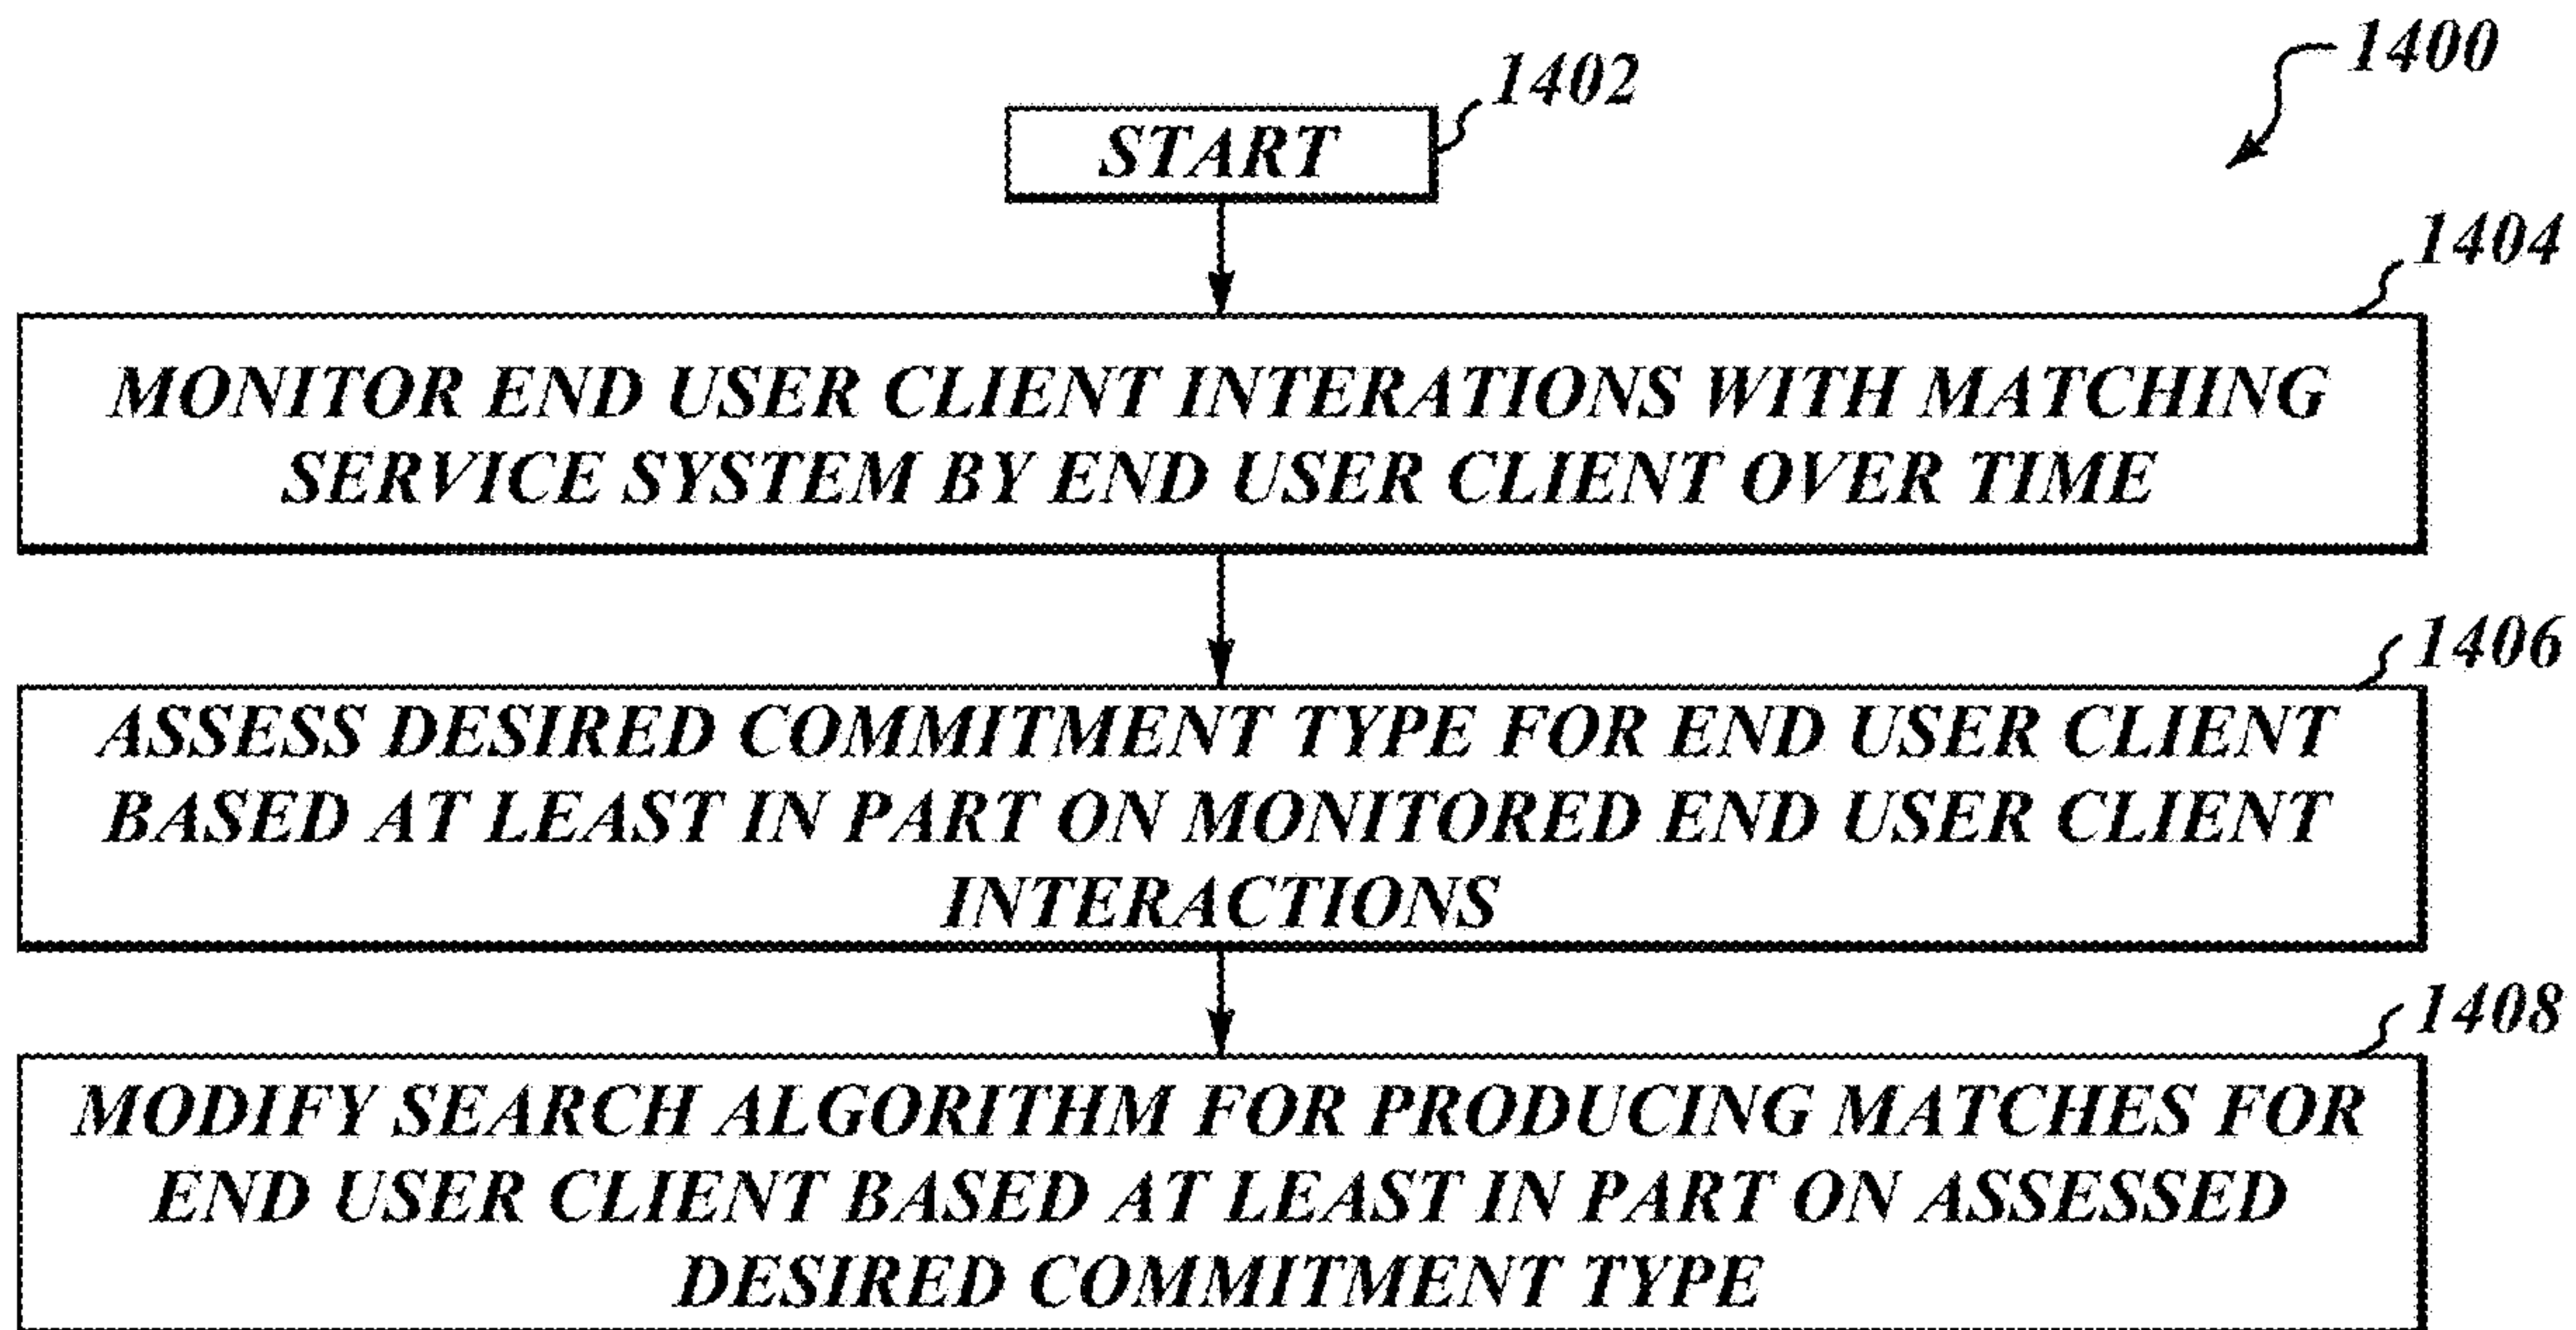 1400
1402
START
1404
MONITOR END USER CLIENT INTERATIONS WITH MATCHING
SERVICE SYSTEM BY END USER CLIENT OVER TIME
1406
ASSESS DESIRED COMMITMENT TYPE FOR END USER CLIENT
BASED AT LEAST IN PART ON MONITORED END USER CLIENT
INTERACTIONS
1408
MODIFY SEARCH ALGORITHM FOR PRODUCING MATCHES FOR
END USER CLIENT BASED AT LEAST IN PART ON ASSESSED
DESIRED COMMITMENT TYPE